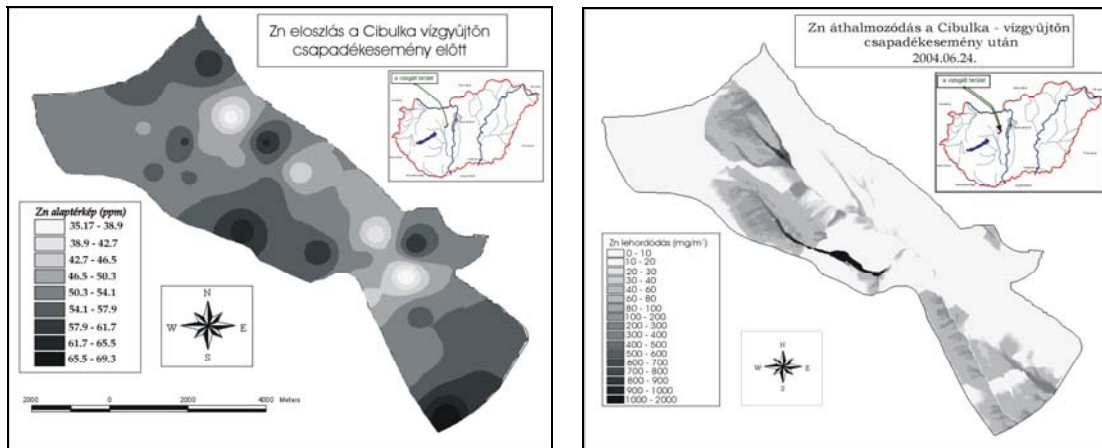 Zn eloszlás a Cibulka vízgyűjtőn
csapadékesemény előtt
a vizsgált terület
Zn alaptérkép (ppm)
35.17 - 38.9
38.9 - 42.7
42.7 - 46.5
46.5 - 50.3
50.3 - 54.1
54.1 - 57.9
57.9 - 61.7
61.7 - 65.5
65.5 - 69.3
N
W E
S
2000 0 2000 4000 Meters
Zn áthalmozódás a Cibulka - vízgyűjtőn
csapadékesemény után
2004.06.24.
a vizsgált terület
Zn lehordódás (mg/m²)
0 - 10
10 - 20
20 - 30
30 - 40
40 - 60
60 - 80
80 - 100
100 - 200
200 - 300
300 - 400
400 - 500
500 - 600
600 - 700
700 - 800
800 - 900
900 - 1000
1000 - 2000
N
W E
S